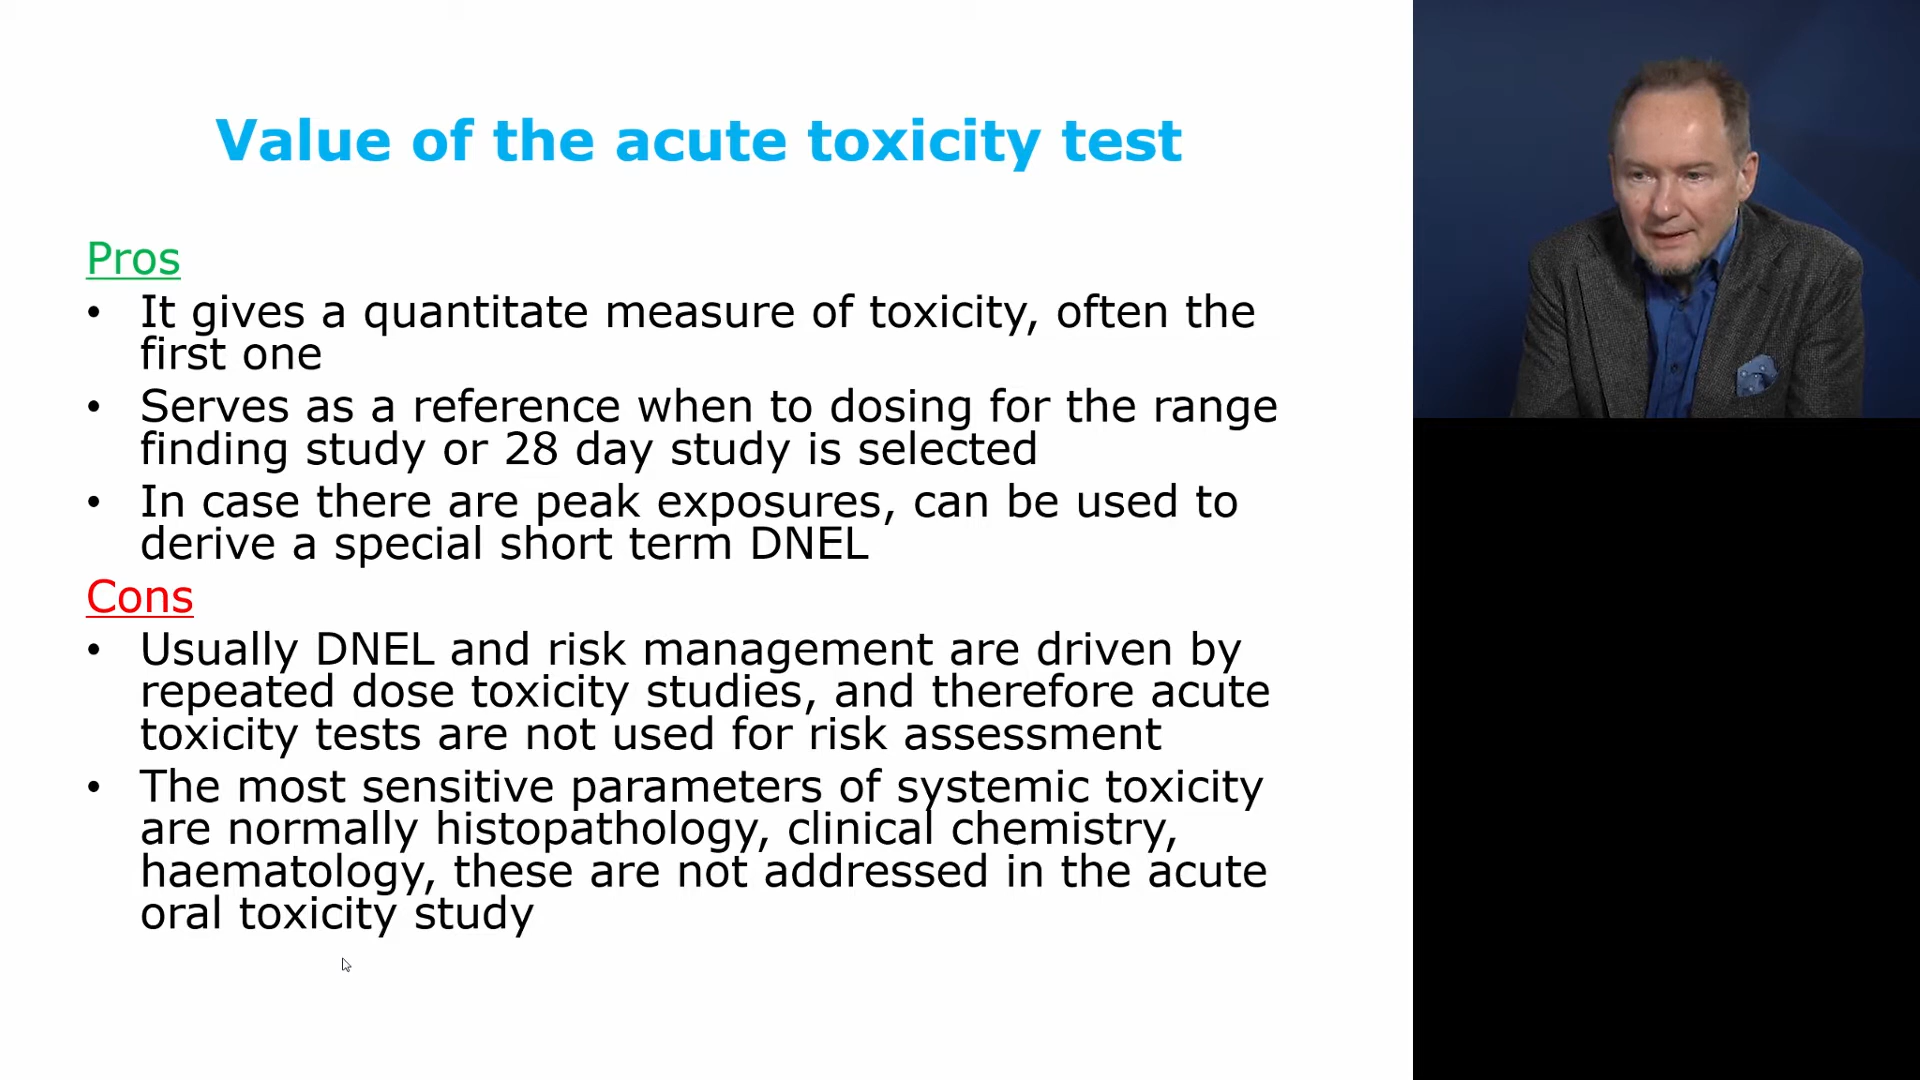 Value of the acute toxicity test
Pros
• It gives a quantitate measure of toxicity, often the
first one
• Serves as a reference when to dosing for the range
finding study or 28 day study is selected
• In case there are peak exposures, can be used to
derive a special short term DNEL
Cons
• Usually DNEL and risk management are driven by
repeated dose toxicity studies, and therefore acute
toxicity tests are not used for risk assessment
• The most sensitive parameters of systemic toxicity
are normally histopathology, clinical chemistry,
haematology, these are not addressed in the acute
oral toxicity study